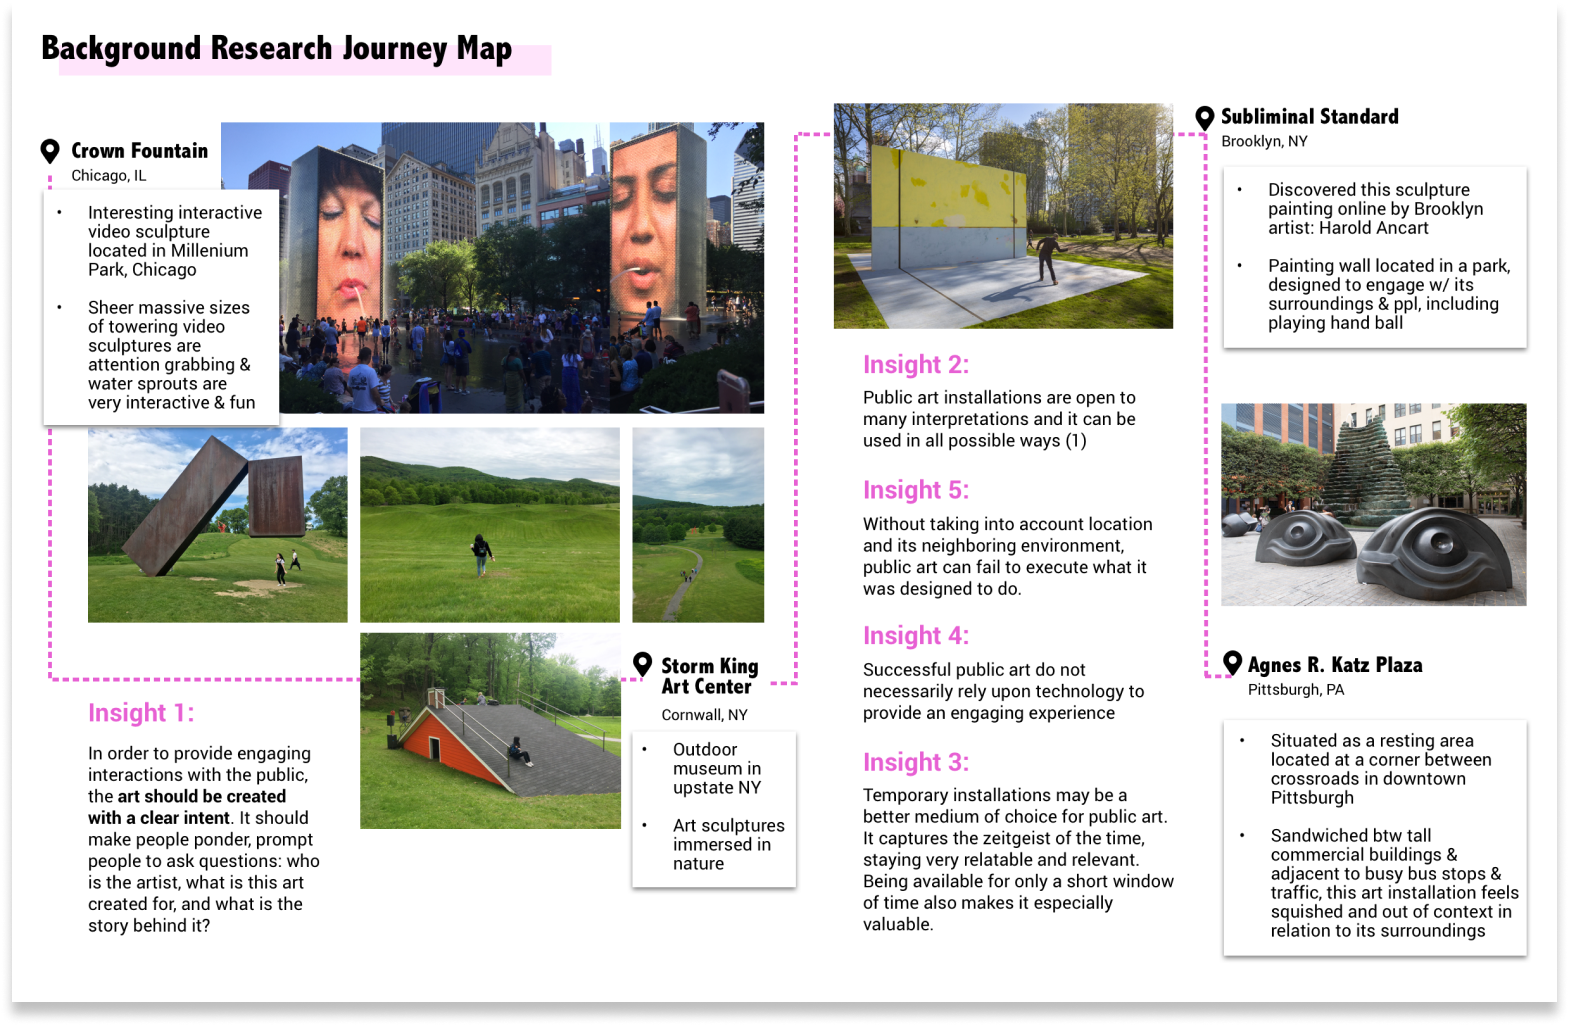 Background Research Journey Map
Crown Fountain
Chicago, IL
• Interesting interactive
video sculpture
located in Millenium
Park, Chicago
• Sheer massive sizes
of towering video
sculptures are
attention grabbing &
water sprouts are
very interactive & fun
Insight 1:
In order to provide engaging
interactions with the public,
the art should be created
with a clear intent. It should
make people ponder, prompt
people to ask questions: who
is the artist, what is this art
created for, and what is the
story behind it?
Storm King
Art Center
Cornwall, NY
• Outdoor
museum in
upstate NY
• Art sculptures
immersed in
nature
Insight 2:
Public art installations are open to
many interpretations and it can be
used in all possible ways (1)
Insight 5:
Without taking into account location
and its neighboring environment,
public art can fail to execute what it
was designed to do.
Insight 4:
Successful public art do not
necessarily rely upon technology to
provide an engaging experience
Insight 3:
Temporary installations may be a
better medium of choice for public art.
It captures the zeitgeist of the time,
staying very relatable and relevant.
Being available for only a short window
of time also makes it especially
valuable.
Subliminal Standard
Brooklyn, NY
• Discovered this sculpture
painting online by Brooklyn
artist: Harold Ancart
• Painting wall located in a park,
designed to engage w/ its
surroundings & ppl, including
playing hand ball
Agnes R. Katz Plaza
Pittsburgh, PA
• Situated as a resting area
located at a corner between
crossroads in downtown
Pittsburgh
• Sandwiched btw tall
commercial buildings &
adjacent to busy bus stops &
traffic, this art installation feels
squished and out of context in
relation to its surroundings